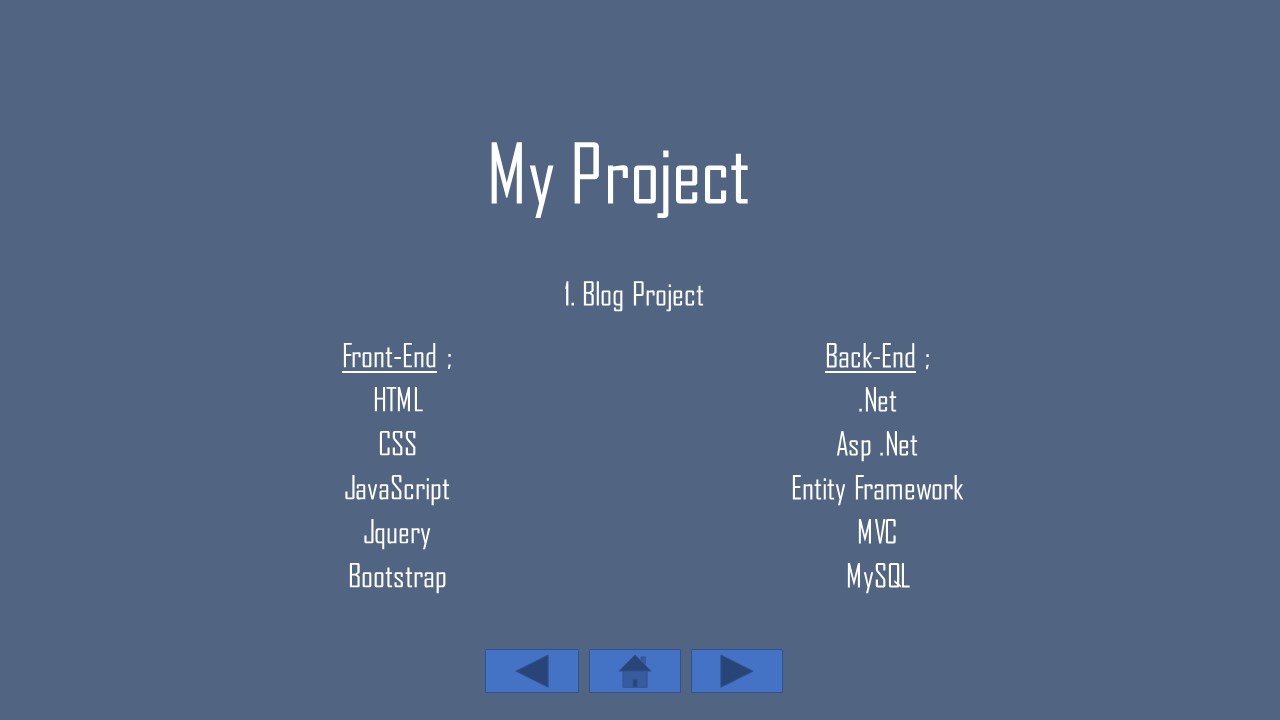 My Project
1. Blog Project
Front-End ;
HTML
CSS
JavaScript
Jquery
Bootstrap
Back-End ;
.Net
Asp .Net
Entity Framework
MVC
MySQL